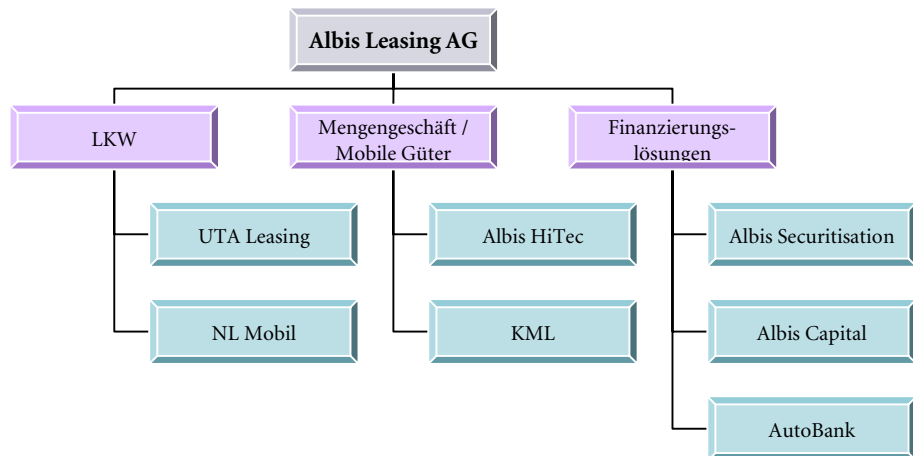 Albis Leasing AG
LKW
Mengengeschäft /
Mobile Güter
Finanzierungs-
lösungen
UTA Leasing
Albis HiTec
Albis Securitisation
NL Mobil
KML
Albis Capital
AutoBank